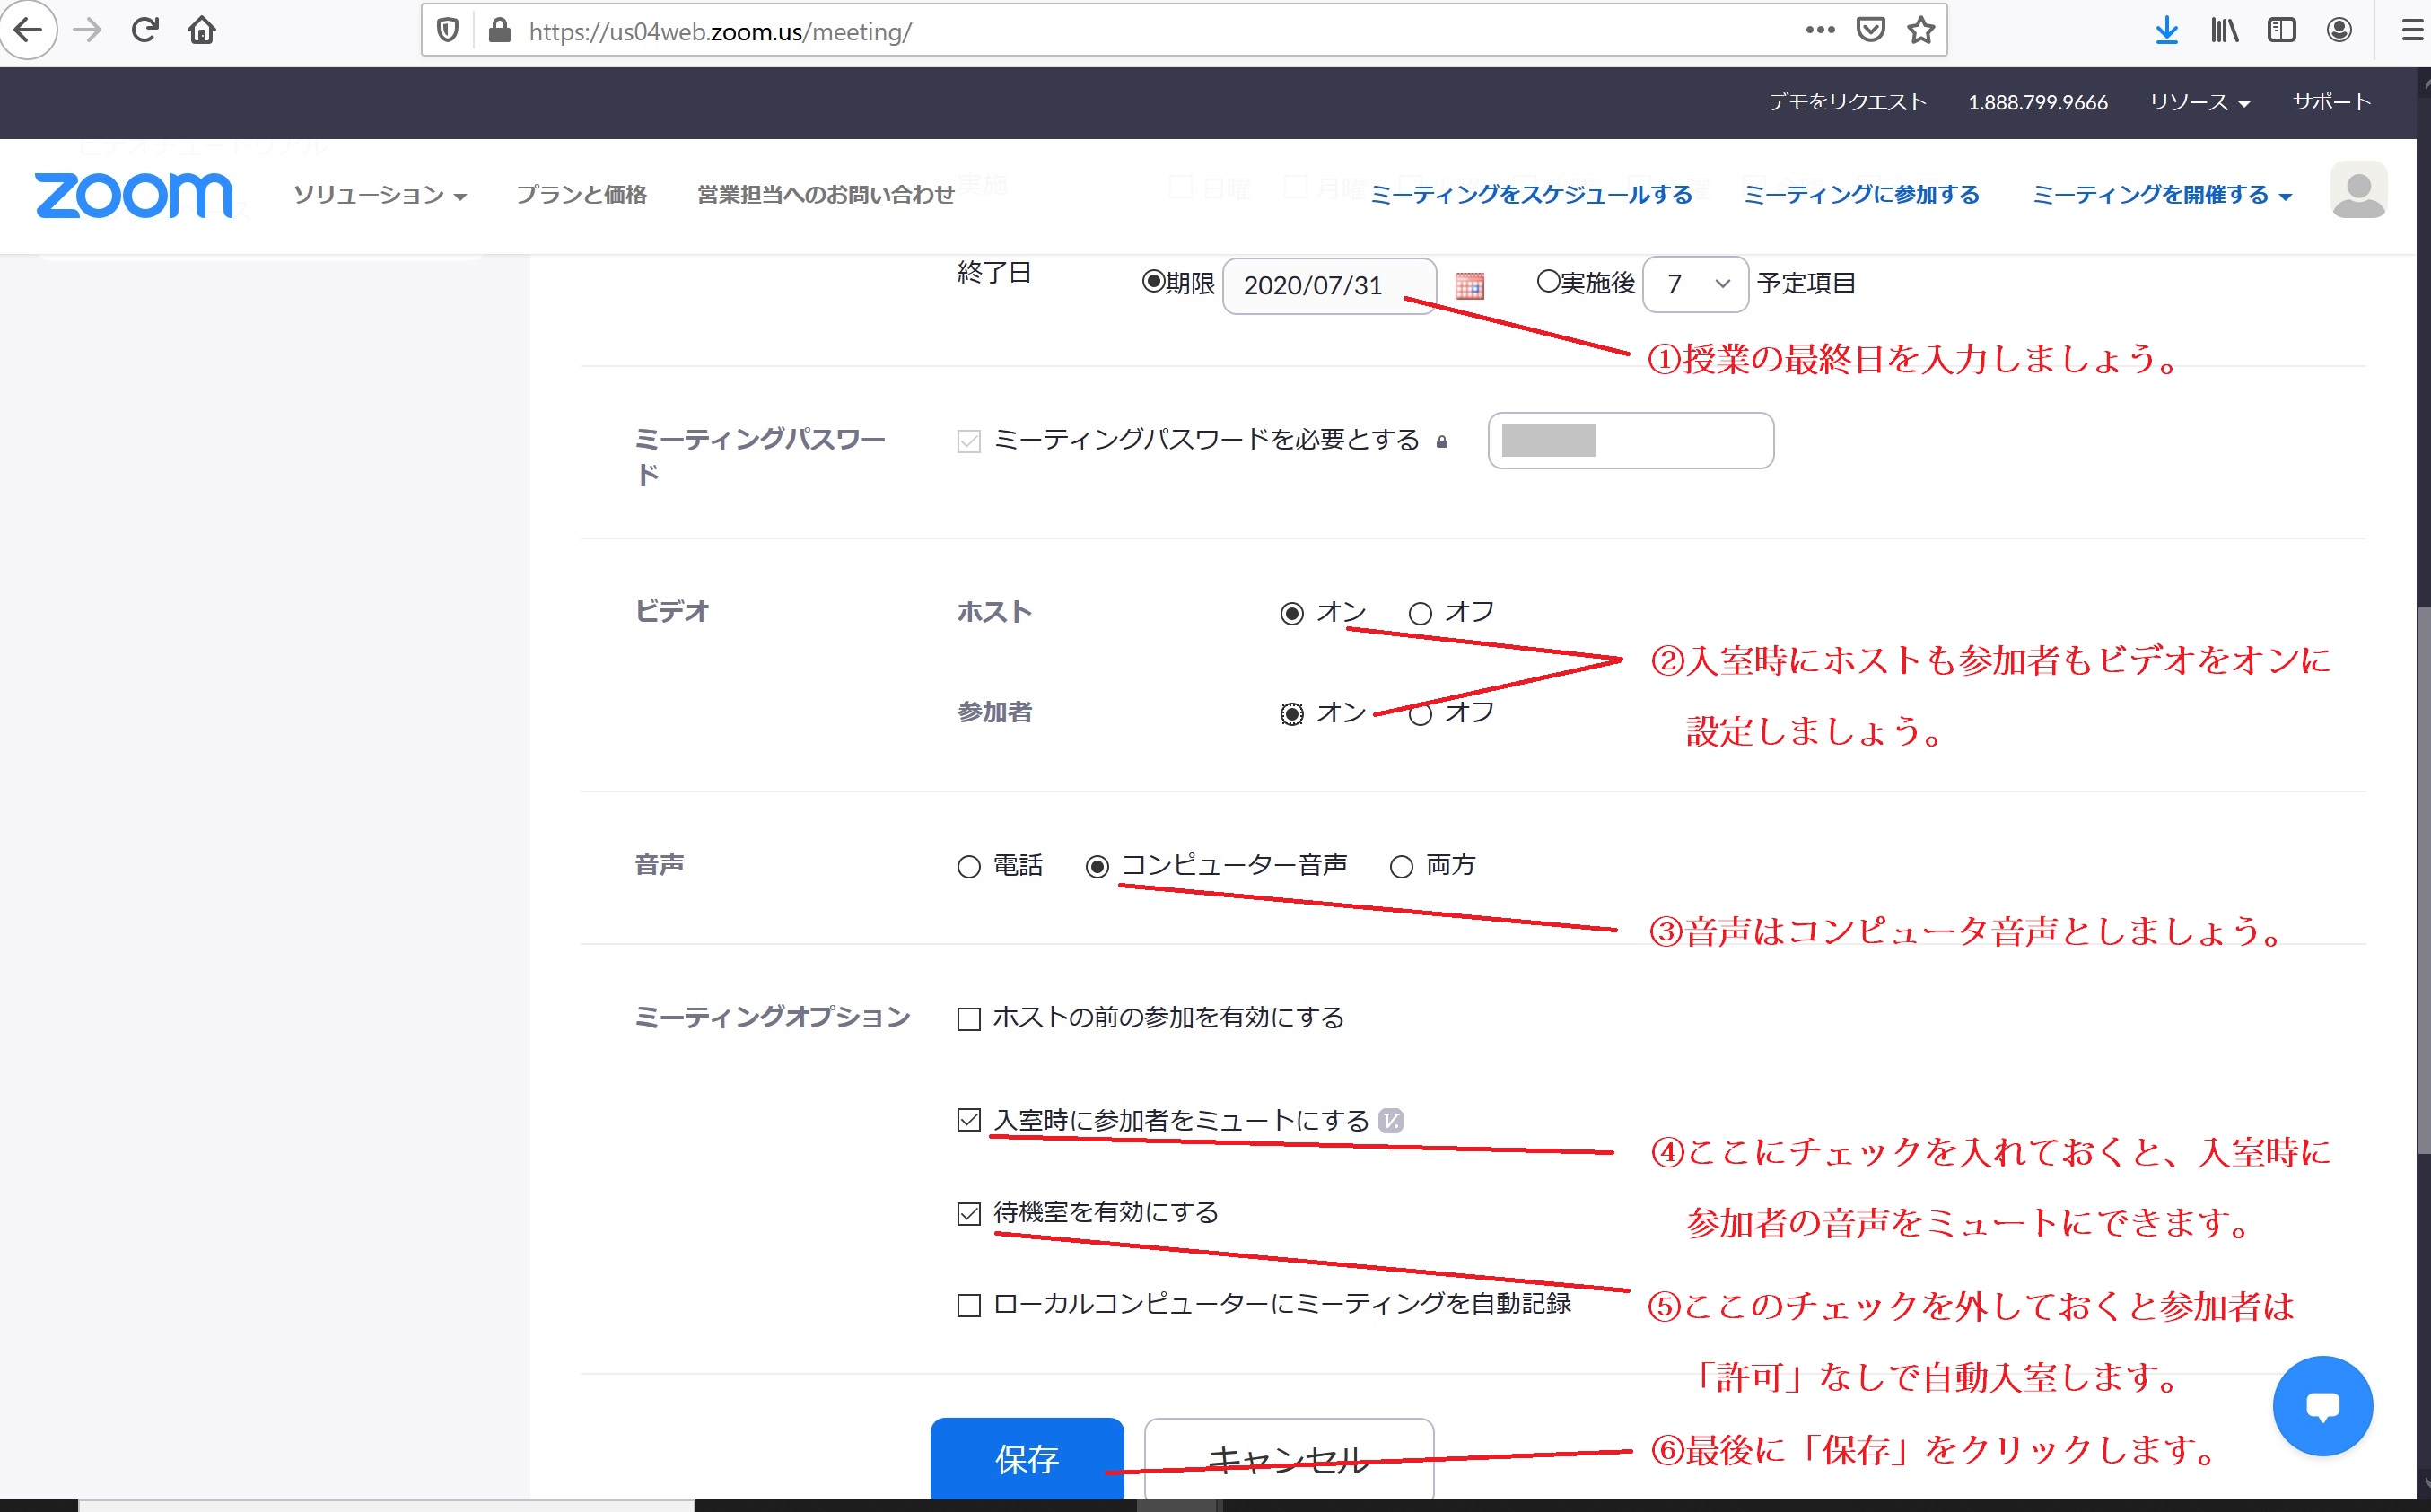 https://us04web.zoom.us/meeting/
デモをリクエスト 1.888.799.9666 リソース サポート
ビデオチュートリアル
zoom ソリューション プランと価格 営業担当へのお問い合わせ ミーティングをスケジュールする ミーティングに参加する ミーティングを開催する
実施 日曜 月曜
終了日 期限 2020/07/31 実施後 7 予定項目
①授業の最終日を入力しましょう。
ミーティングパスワー
ド
ミーティングパスワードを必要とする
ビデオ ホスト オン オフ
②入室時にホストも参加者もビデオをオンに
設定しましょう。
参加者 オン オフ
音声 電話 コンピューター音声 両方
③音声はコンピュータ音声としましょう。
ミーティングオプション ホストの前の参加を有効にする
入室時に参加者をミュートにする V.
④ここにチェックを入れておくと、入室時に
参加者の音声をミュートにできます。
待機室を有効にする
ローカルコンピューターにミーティングを自動記録
⑤ここのチェックを外しておくと参加者は
「許可」なしで自動入室します。
保存 キャンセル
⑥最後に「保存」をクリックします。